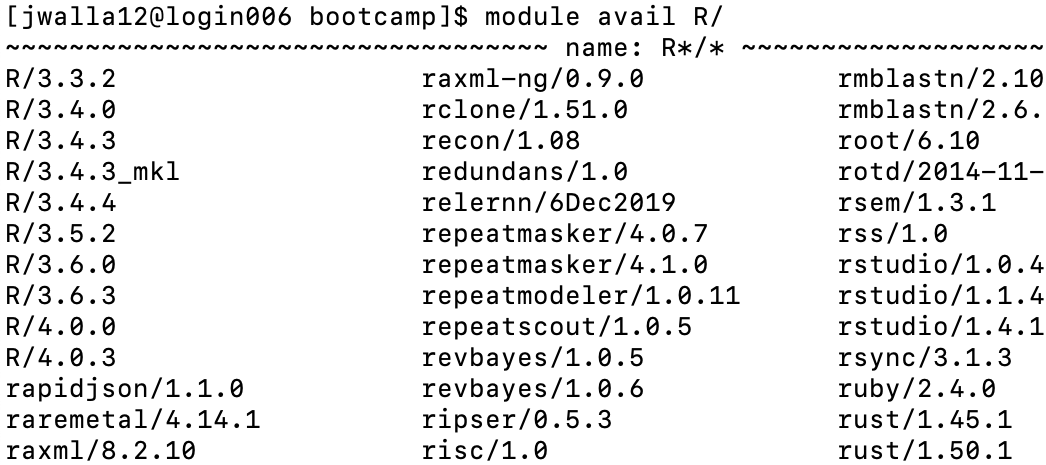 [jwalla12@login006 bootcamp]$ module avail R/
~~~~~~~~~~~~~~~~~~~~~~~~~~~~~~~~~~ name: R*/* ~~~~~~~~~~~~~~~~~~~
R/3.3.2 raxml-ng/0.9.0 rmblastn/2.10
R/3.4.0 rclone/1.51.0 rmblastn/2.6.
R/3.4.3 recon/1.08 root/6.10
R/3.4.3_mkl redundans/1.0 rotd/2014-11-
R/3.4.4 relernn/6Dec2019 rsem/1.3.1
R/3.5.2 repeatmasker/4.0.7 rss/1.0
R/3.6.0 repeatmasker/4.1.0 rstudio/1.0.4
R/3.6.3 repeatmodeler/1.0.11 rstudio/1.1.4
R/4.0.0 repeatscout/1.0.5 rstudio/1.4.1
R/4.0.3 revbayes/1.0.5 rsync/3.1.3
rapidjson/1.1.0 revbayes/1.0.6 ruby/2.4.0
raremetal/4.14.1 ripser/0.5.3 rust/1.45.1
raxml/8.2.10 risc/1.0 rust/1.50.1